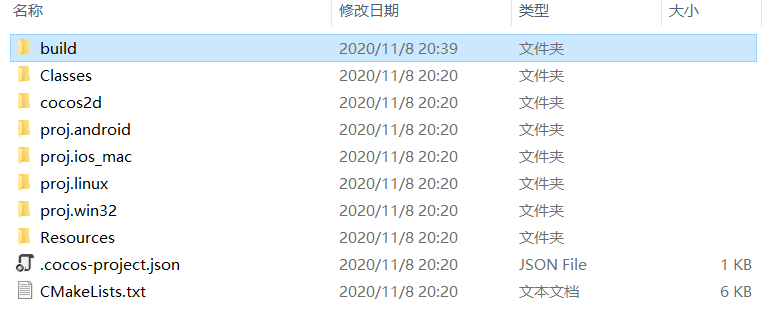 名称 修改日期 类型 大小
build 2020/11/8 20:39 文件夹
Classes 2020/11/8 20:20 文件夹
cocos2d 2020/11/8 20:20 文件夹
proj.android 2020/11/8 20:20 文件夹
proj.ios_mac 2020/11/8 20:20 文件夹
proj.linux 2020/11/8 20:20 文件夹
proj.win32 2020/11/8 20:20 文件夹
Resources 2020/11/8 20:20 文件夹
.cocos-project.json 2020/11/8 20:20 JSON File 1 KB
CMakeLists.txt 2020/11/8 20:20 文本文档 6 KB